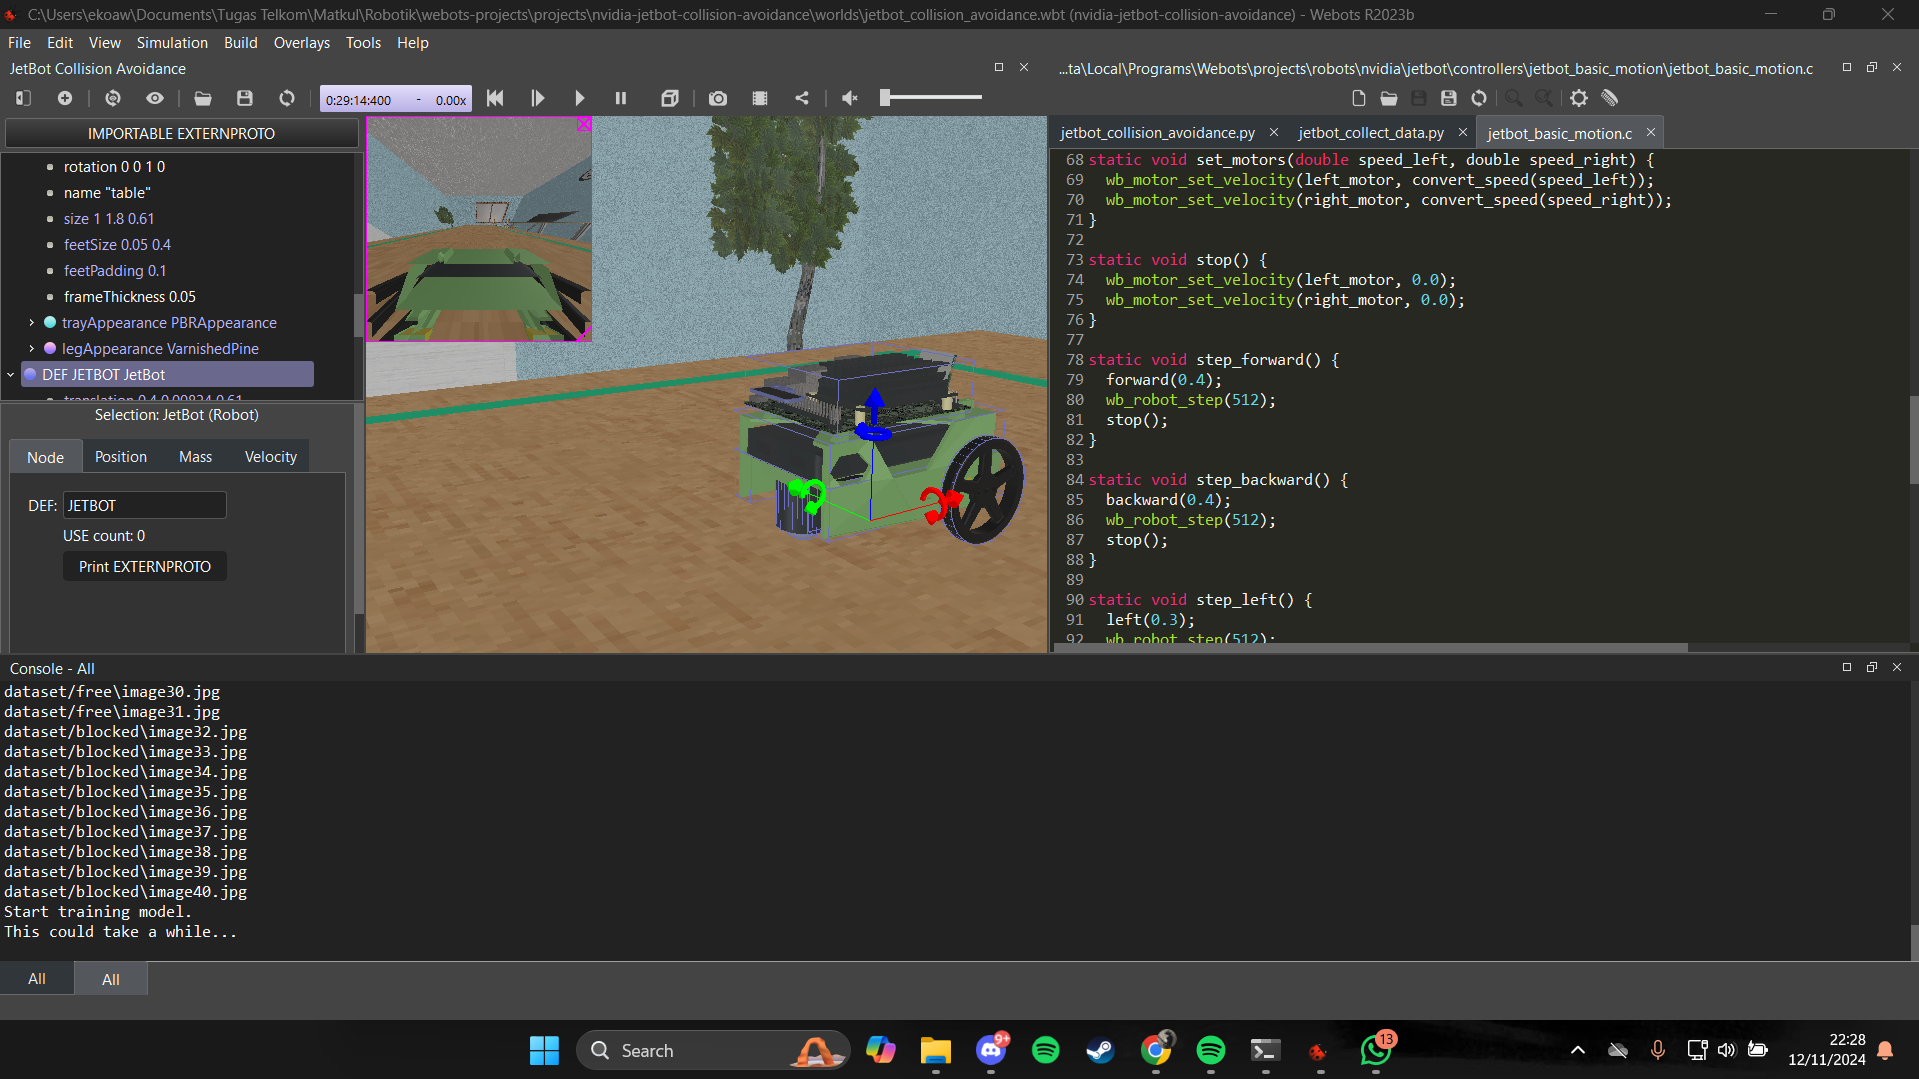 C:\Users\ekoaw\Documents\Tugas Telkom\Matkul\Robotik\webots-projects\projects\nvidia-jetbot-collision-avoidance\worlds\jetbot_collision_avoidance.wbt (nvidia-jetbot-collision-avoidance) - Webots R2023b
File Edit View Simulation Build Overlays Tools Help
JetBot Collision Avoidance
0:29:14:400 - 0.00x
IMPORTABLE EXTERNPROTO
rotation 0 0 1 0
name "table"
size 1 1.8 0.61
feetSize 0.05 0.4
feetPadding 0.1
frameThickness 0.05
trayAppearance PBRAppearance
legAppearance VarnishedPine
DEF JETBOT JetBot
translation 0.4 0.00824 0.61
Selection: JetBot (Robot)
Node Position Mass Velocity
DEF: JETBOT
USE count: 0
Print EXTERNPROTO
...ta\Local\Programs\Webots\projects\robots\nvidia\jetbot\controllers\jetbot_basic_motion\jetbot_basic_motion.c
jetbot_collision_avoidance.py jetbot_collect_data.py jetbot_basic_motion.c
68 static void set_motors(double speed_left, double speed_right) {
69 wb_motor_set_velocity(left_motor, convert_speed(speed_left));
70 wb_motor_set_velocity(right_motor, convert_speed(speed_right));
71 }
72
73 static void stop() {
74 wb_motor_set_velocity(left_motor, 0.0);
75 wb_motor_set_velocity(right_motor, 0.0);
76 }
77
78 static void step_forward() {
79 forward(0.4);
80 wb_robot_step(512);
81 stop();
82 }
83
84 static void step_backward() {
85 backward(0.4);
86 wb_robot_step(512);
87 stop();
88 }
89
90 static void step_left() {
91 left(0.3);
92 wb_robot_step(512);
Console - All
dataset/free\image30.jpg
dataset/free\image31.jpg
dataset/blocked\image32.jpg
dataset/blocked\image33.jpg
dataset/blocked\image34.jpg
dataset/blocked\image35.jpg
dataset/blocked\image36.jpg
dataset/blocked\image37.jpg
dataset/blocked\image38.jpg
dataset/blocked\image39.jpg
dataset/blocked\image40.jpg
Start training model.
This could take a while...
All All
Search
9+
13
22:28
12/11/2024